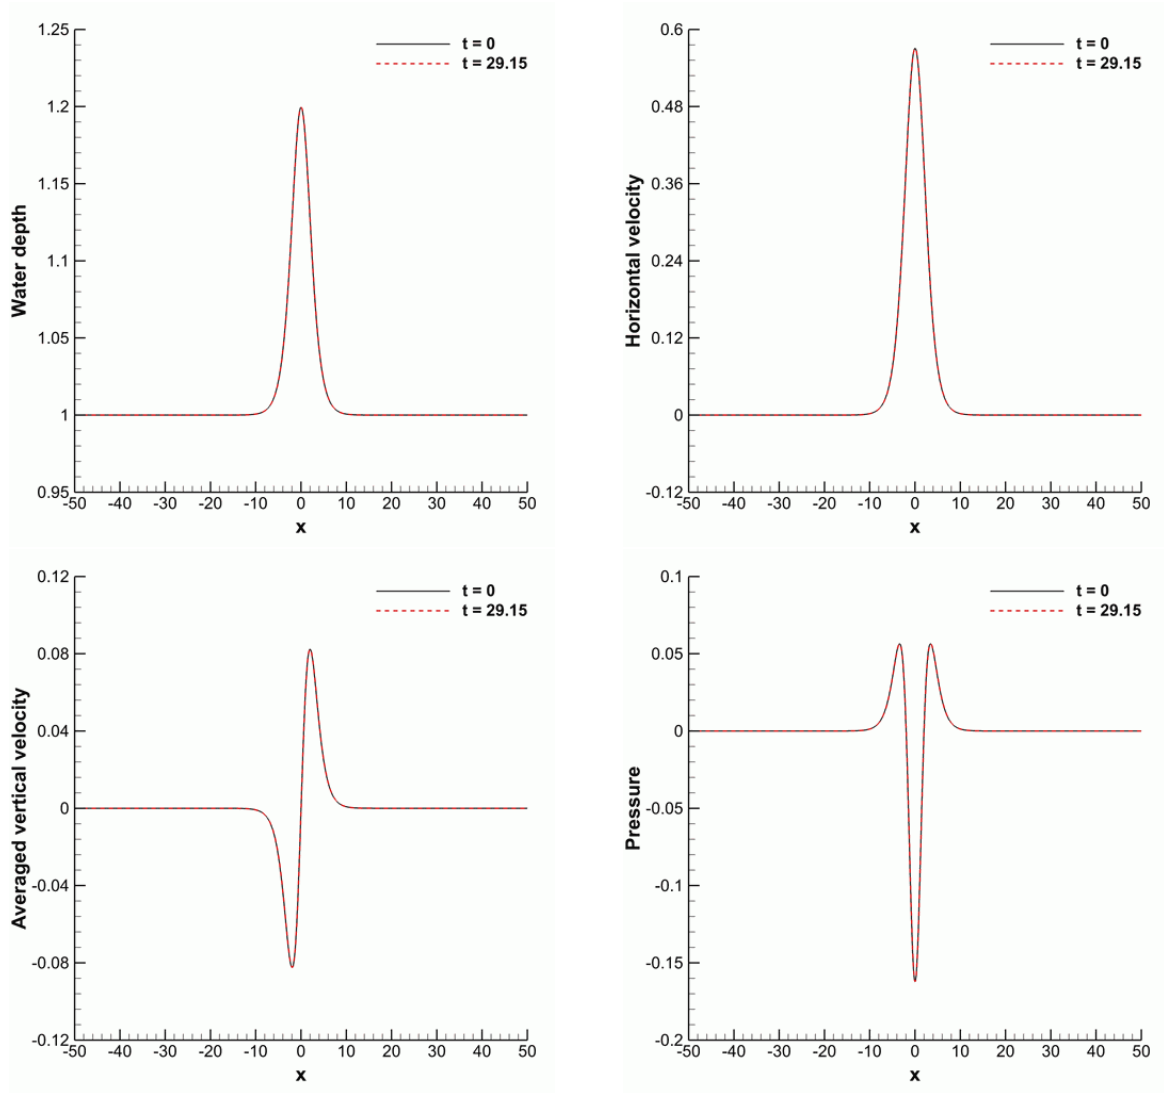 Water depth
1.25
1.2
1.15
1.1
1.05
1
0.95
t = 0
t = 29.15
-50 -40 -30 -20 -10 0 10 20 30 40 50
x
Horizontal velocity
0.6
0.48
0.36
0.24
0.12
0
-0.12
t = 0
t = 29.15
-50 -40 -30 -20 -10 0 10 20 30 40 50
x
Averaged vertical velocity
0.12
0.08
0.04
0
-0.04
-0.08
-0.12
t = 0
t = 29.15
-50 -40 -30 -20 -10 0 10 20 30 40 50
x
Pressure
0.1
0.05
0
-0.05
-0.1
-0.15
-0.2
t = 0
t = 29.15
-50 -40 -30 -20 -10 0 10 20 30 40 50
x